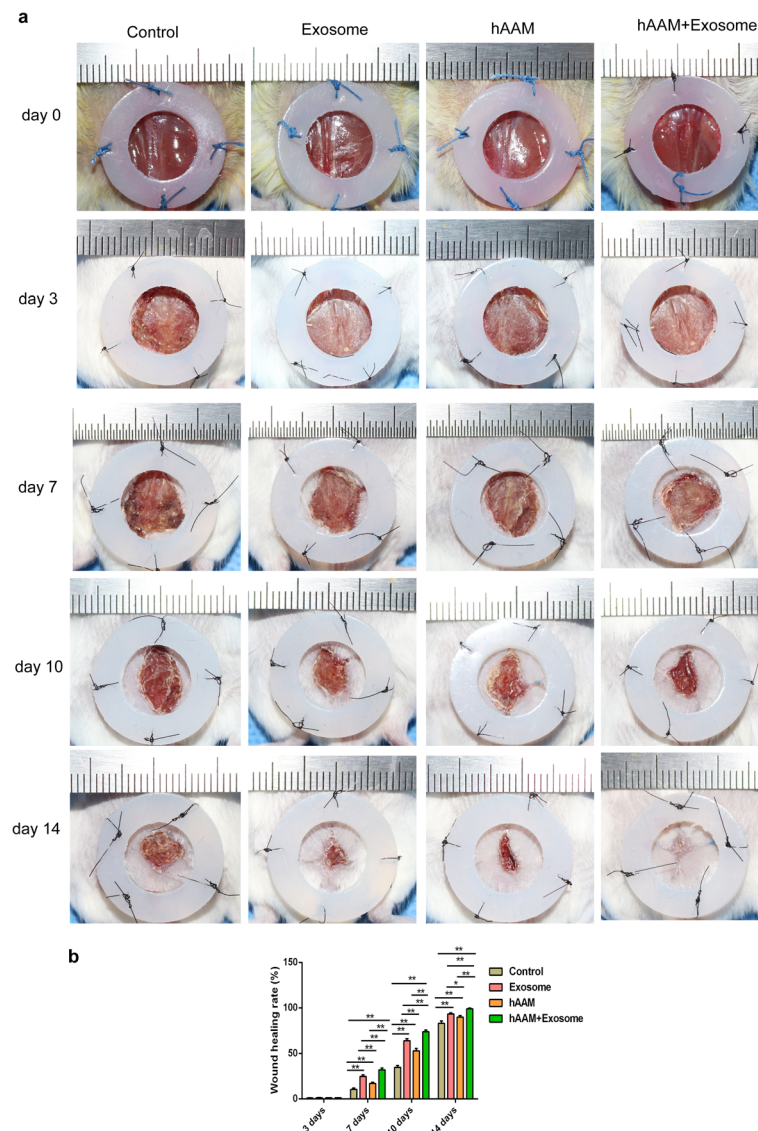 a
Control Exosome hAAM hAAM+Exosome
day 0
day 3
day 7
day 10
day 14
b
Wound healing rate (%)
150
100
50
0
** ** ** ** ** **
** ** ** ** ** **
** ** * ** ** **
Control
Exosome
hAAM
hAAM+Exosome
3 days 7 days 10 days 14 days